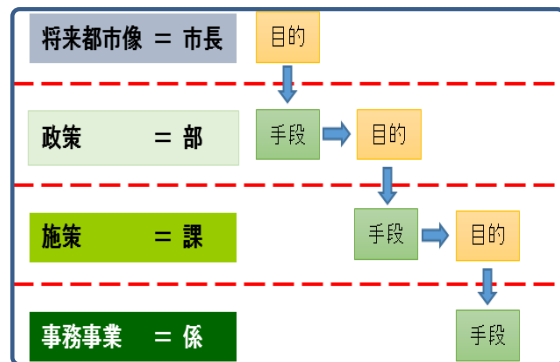 将来都市像 = 市長 目的
政策 = 部 手段 目的
施策 = 課 手段 目的
事務事業 = 係 手段